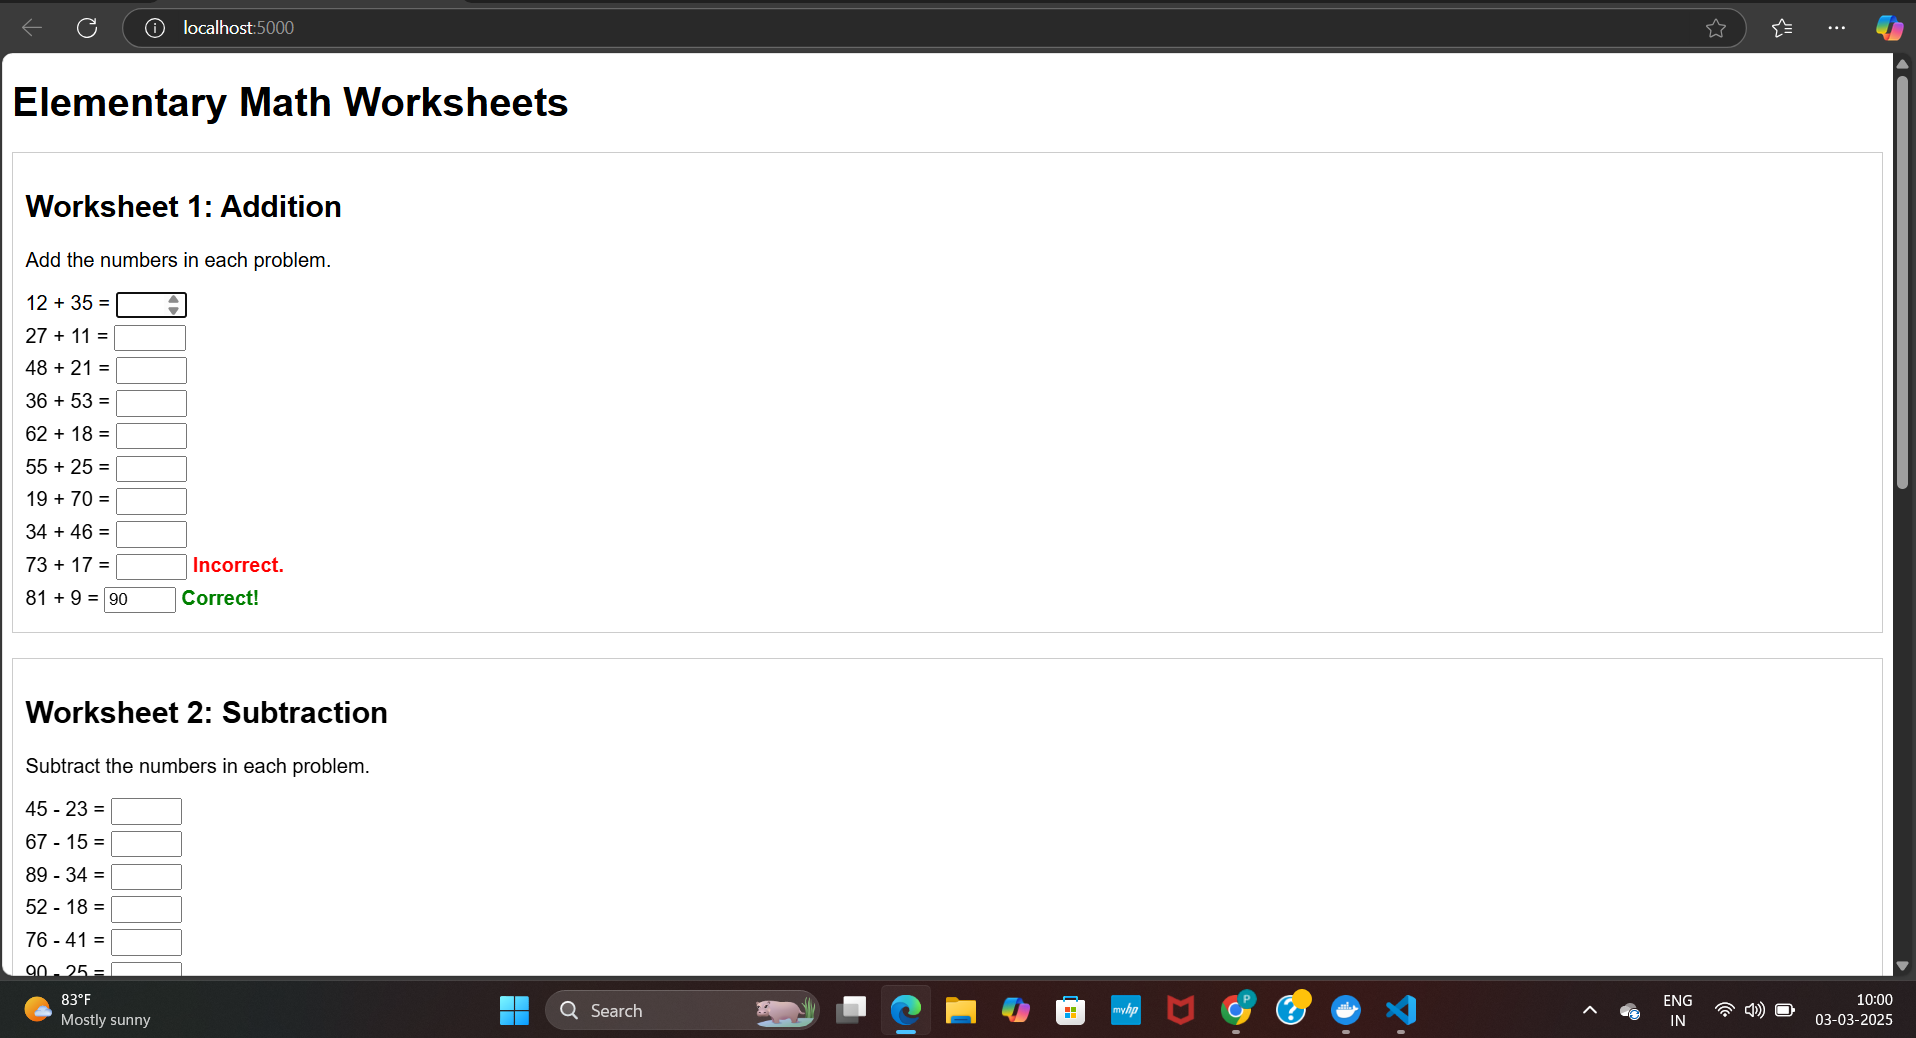 localhost:5000
Elementary Math Worksheets
Worksheet 1: Addition
Add the numbers in each problem.
12 + 35 =
27 + 11 =
48 + 21 =
36 + 53 =
62 + 18 =
55 + 25 =
19 + 70 =
34 + 46 =
73 + 17 = Incorrect.
81 + 9 = 90 Correct!
Worksheet 2: Subtraction
Subtract the numbers in each problem.
45 - 23 =
67 - 15 =
89 - 34 =
52 - 18 =
76 - 41 =
90 - 25 =
83°F
Mostly sunny
Search
myhp
P
ENG
IN
10:00
03-03-2025